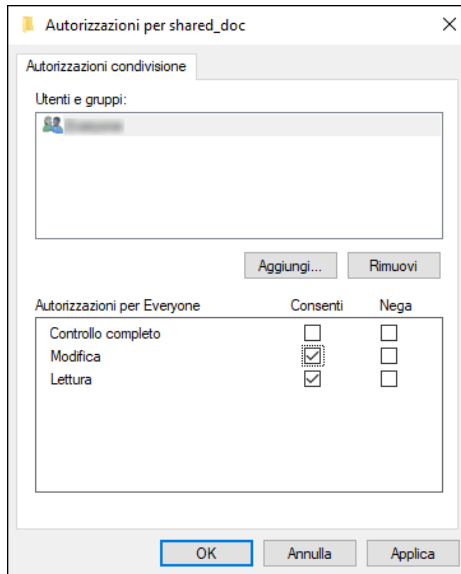 Autorizzazioni per shared_doc
Autorizzazioni condivisione
Utenti e gruppi:
Aggiungi...
Rimuovi
Autorizzazioni per Everyone Consenti Nega
Controllo completo
Modifica
Lettura
OK Annulla Applica